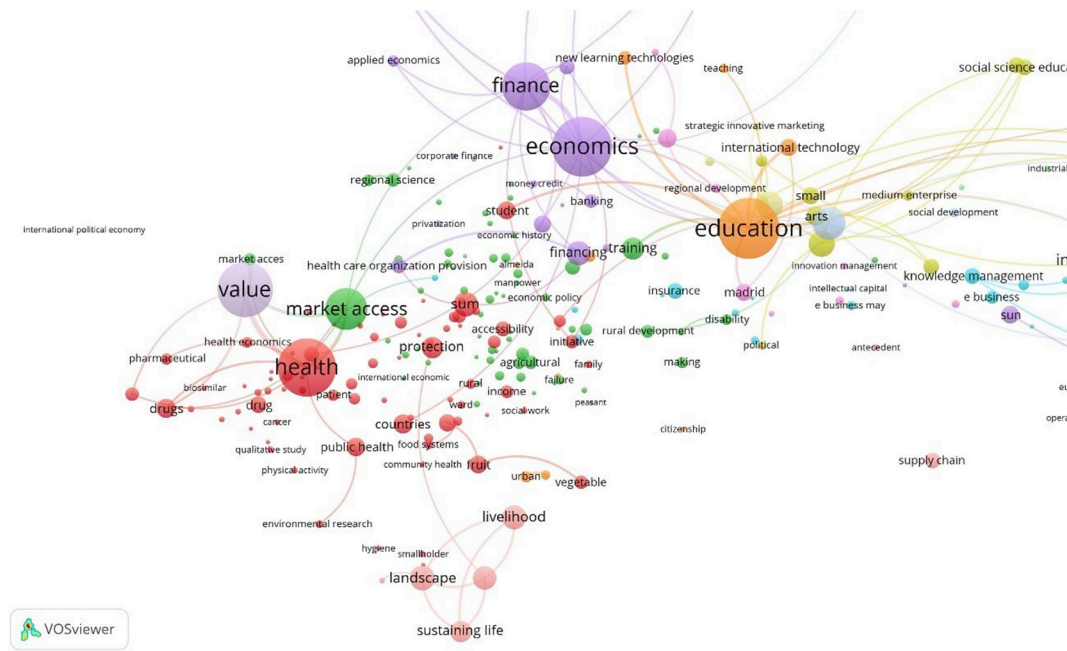 applied economics
new learning technologies
teaching
social science educa
finance
strategic innovative marketing
economics
international technology
corporate finance
industrial
regional science
money credit
regional development
small
medium enterprise
banking
student
arts
social development
privatization
education
international political economy
economic history
financing
training
market acces
health care organization provision
almeida
innovation management
knowledge management
in
manpower
value
insurance
madrid
intellectual capital
economic policy
e business
e business may
market access
sum
sun
disability
accessibility
rural development
health economics
initiative
protection
political
antecedent
pharmaceutical
agricultural
making
family
health
international economic
failure
biosimilar
rural
eu
income
patient
drugs
drug
ward
peasant
social work
opera
cancer
countries
citizenship
qualitative study
public health
food systems
supply chain
physical activity
community health
fruit
urban
vegetable
livelihood
environmental research
hygiene
smallholder
landscape
sustaining life
VOSviewer